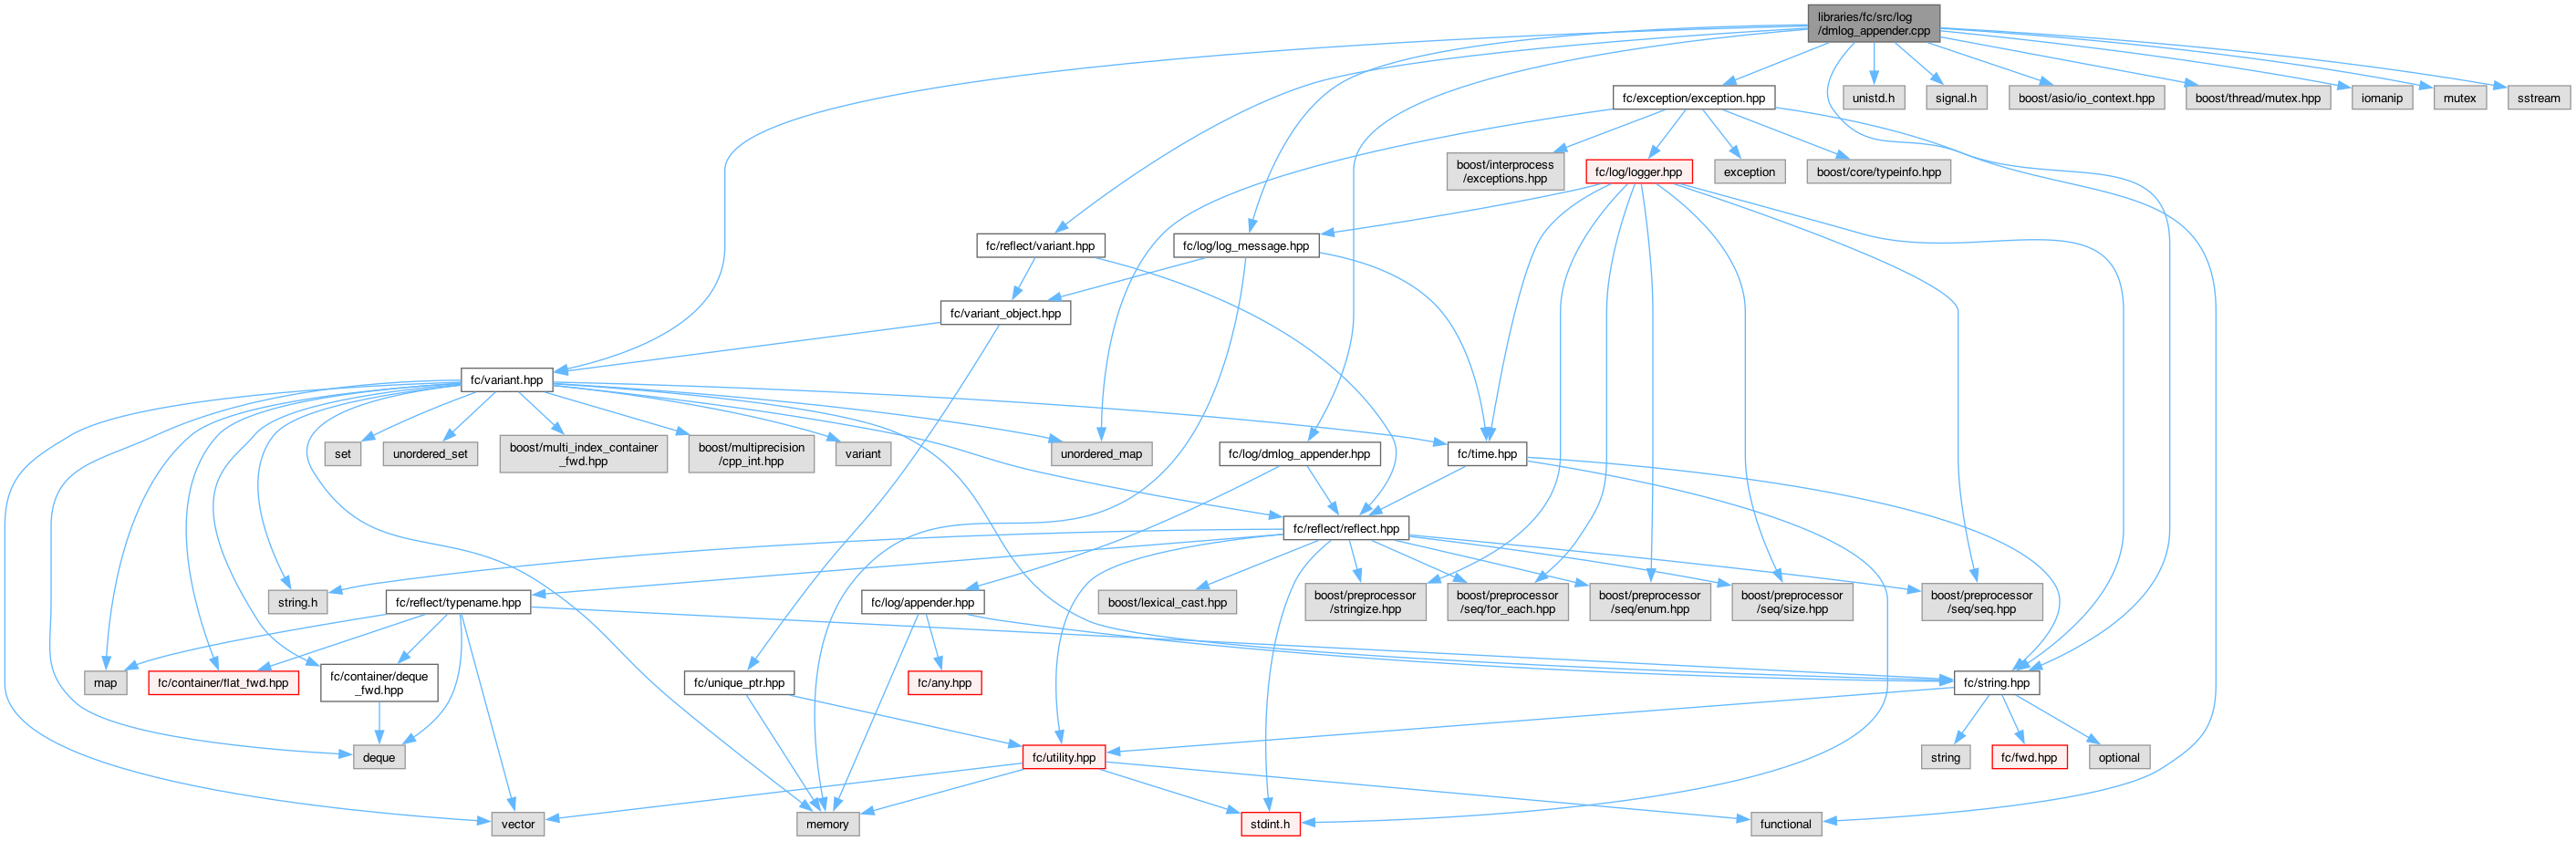 libraries/fc/src/log
/dmlog_appender.cpp
fc/exception/exception.hpp
unistd.h
signal.h
boost/asio/io_context.hpp
boost/thread/mutex.hpp
iomanip
mutex
sstream
boost/interprocess
/exceptions.hpp
fc/log/logger.hpp
exception
boost/core/typeinfo.hpp
fc/reflect/variant.hpp
fc/log/log_message.hpp
fc/variant_object.hpp
fc/variant.hpp
set
unordered_set
boost/multi_index_container
_fwd.hpp
boost/multiprecision
/cpp_int.hpp
variant
unordered_map
fc/log/dmlog_appender.hpp
fc/time.hpp
fc/reflect/reflect.hpp
string.h
fc/reflect/typename.hpp
fc/log/appender.hpp
boost/lexical_cast.hpp
boost/preprocessor
/stringize.hpp
boost/preprocessor
/seq/for_each.hpp
boost/preprocessor
/seq/enum.hpp
boost/preprocessor
/seq/size.hpp
boost/preprocessor
/seq/seq.hpp
map
fc/container/flat_fwd.hpp
fc/container/deque
_fwd.hpp
fc/unique_ptr.hpp
fc/any.hpp
fc/string.hpp
deque
fc/utility.hpp
string
fc/fwd.hpp
optional
vector
memory
stdint.h
functional